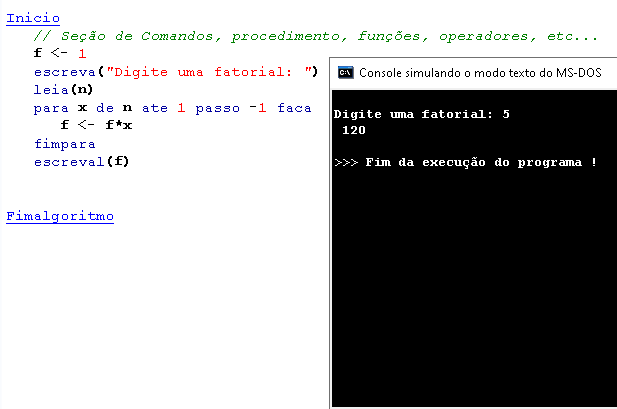 Inicio
// Seção de Comandos, procedimento, funções, operadores, etc...
f <- 1
escreva("Digite uma fatorial: ")
leia(n)
para x de n ate 1 passo -1 faca
f <- f*x
fimpara
escreval(f)
Fimalgoritmo
C:\ Console simulando o modo texto do MS-DOS
Digite uma fatorial: 5
120
>>> Fim da execução do programa !